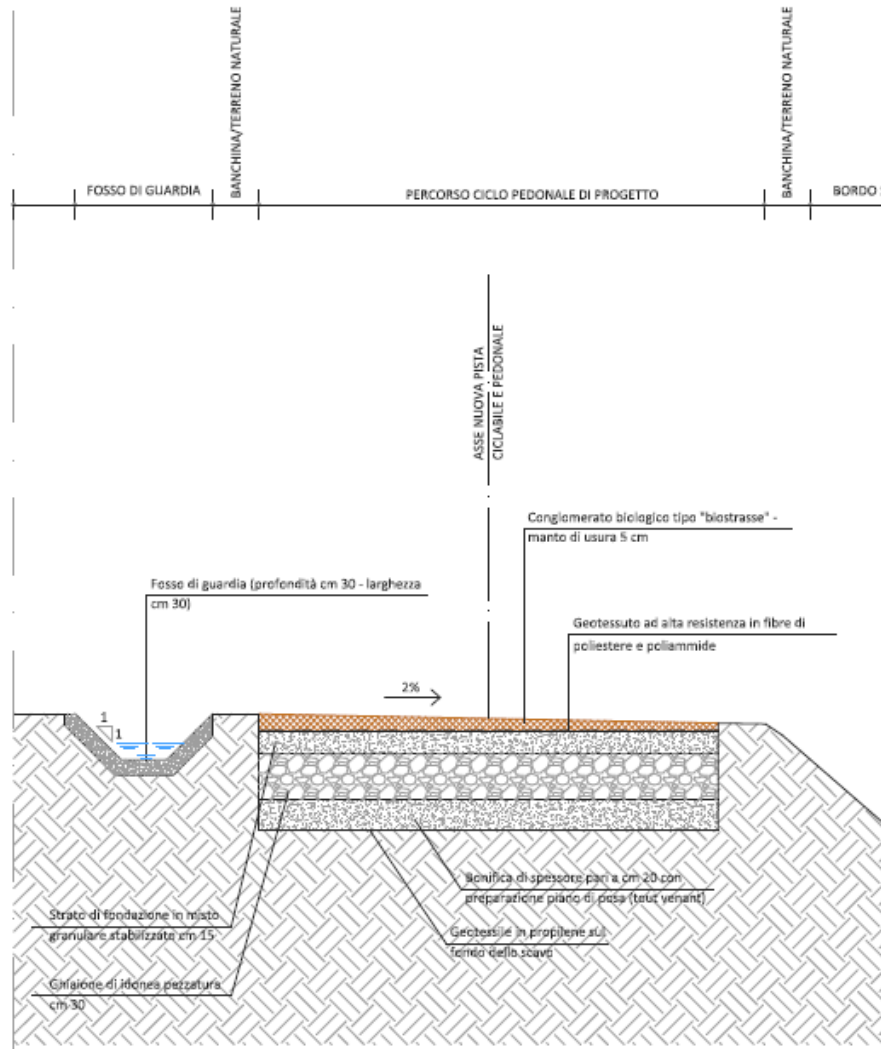 BANCHINA/TERRENO NATURALE
BANCHINA/TERRENO NATURALE
FOSSO DI GUARDIA
PERCORSO CICLO PEDONALE DI PROGETTO
BORDO
ASSE NUOVA PISTA
CICLABILE E PEDONALE
Conglomerato biologico tipo "biostrasse" -
manto di usura 5 cm
Fosso di guardia (profondità cm 30 - larghezza
cm 30)
Geotessuto ad alta resistenza in fibre di
poliestere e poliammide
2%
1
1
Bonifica di spessore pari a cm 20 con
preparazione piano di posa (tout venant)
Strato di fondazione in misto
granulare stabilizzato cm 15
Geotessile in propilene sul
fondo dello scavo
Ghiaione di idonea pezzatura
cm 30